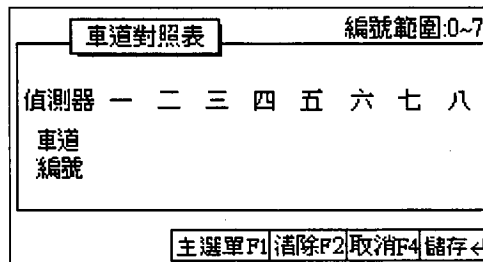 車道對照表 編號範圍:0~7
偵測器 一 二 三 四 五 六 七 八
車道
編號
主選單F1 清除F2 取消F4 儲存↲